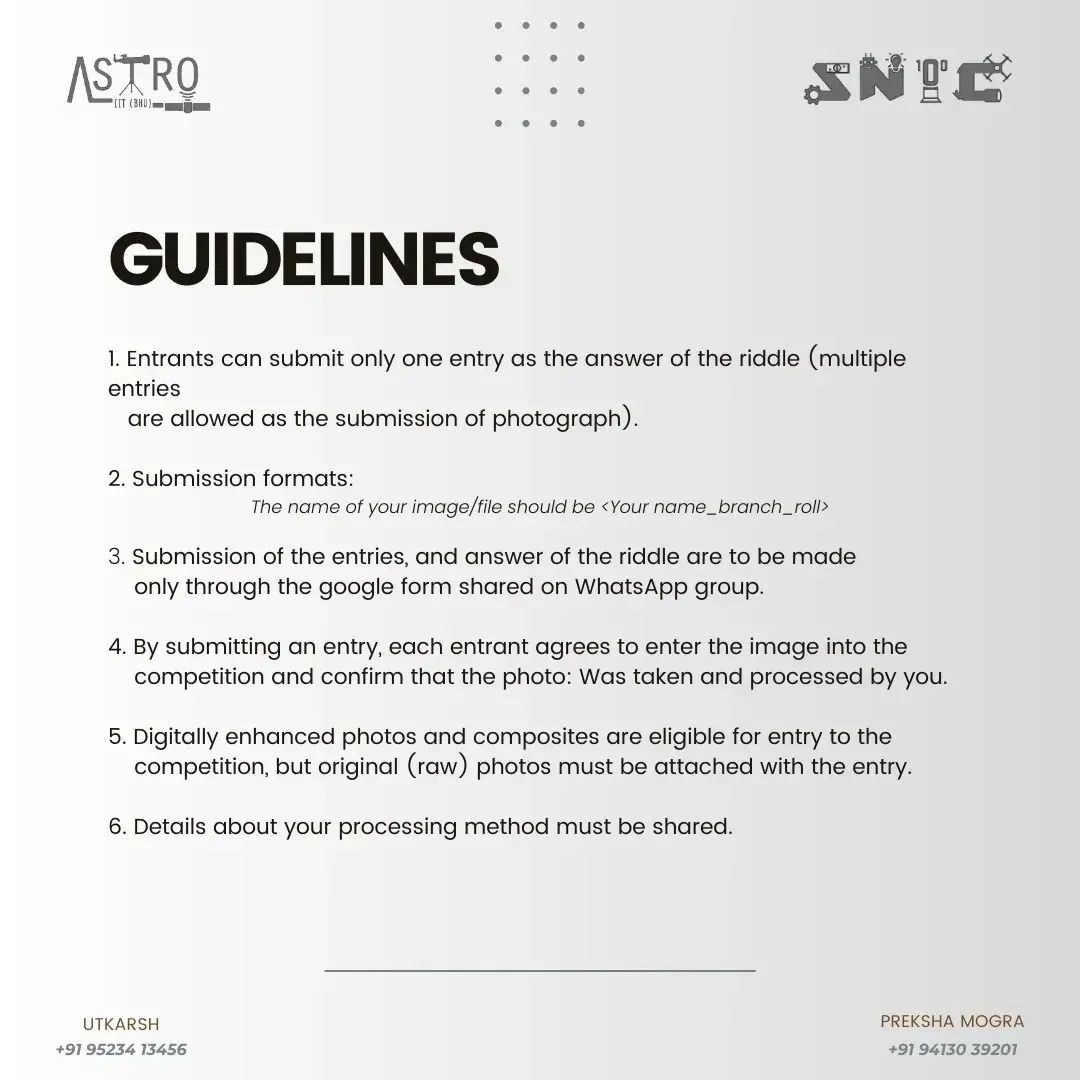 ASTRO
IIT (BHU)
SNTC
GUIDELINES
1. Entrants can submit only one entry as the answer of the riddle (multiple
entries
are allowed as the submission of photograph).
2. Submission formats:
The name of your image/file should be <Your name_branch_roll>
3. Submission of the entries, and answer of the riddle are to be made
only through the google form shared on WhatsApp group.
4. By submitting an entry, each entrant agrees to enter the image into the
competition and confirm that the photo: Was taken and processed by you.
5. Digitally enhanced photos and composites are eligible for entry to the
competition, but original (raw) photos must be attached with the entry.
6. Details about your processing method must be shared.
UTKARSH
+91 95234 13456
PREKSHA MOGRA
+91 94130 39201